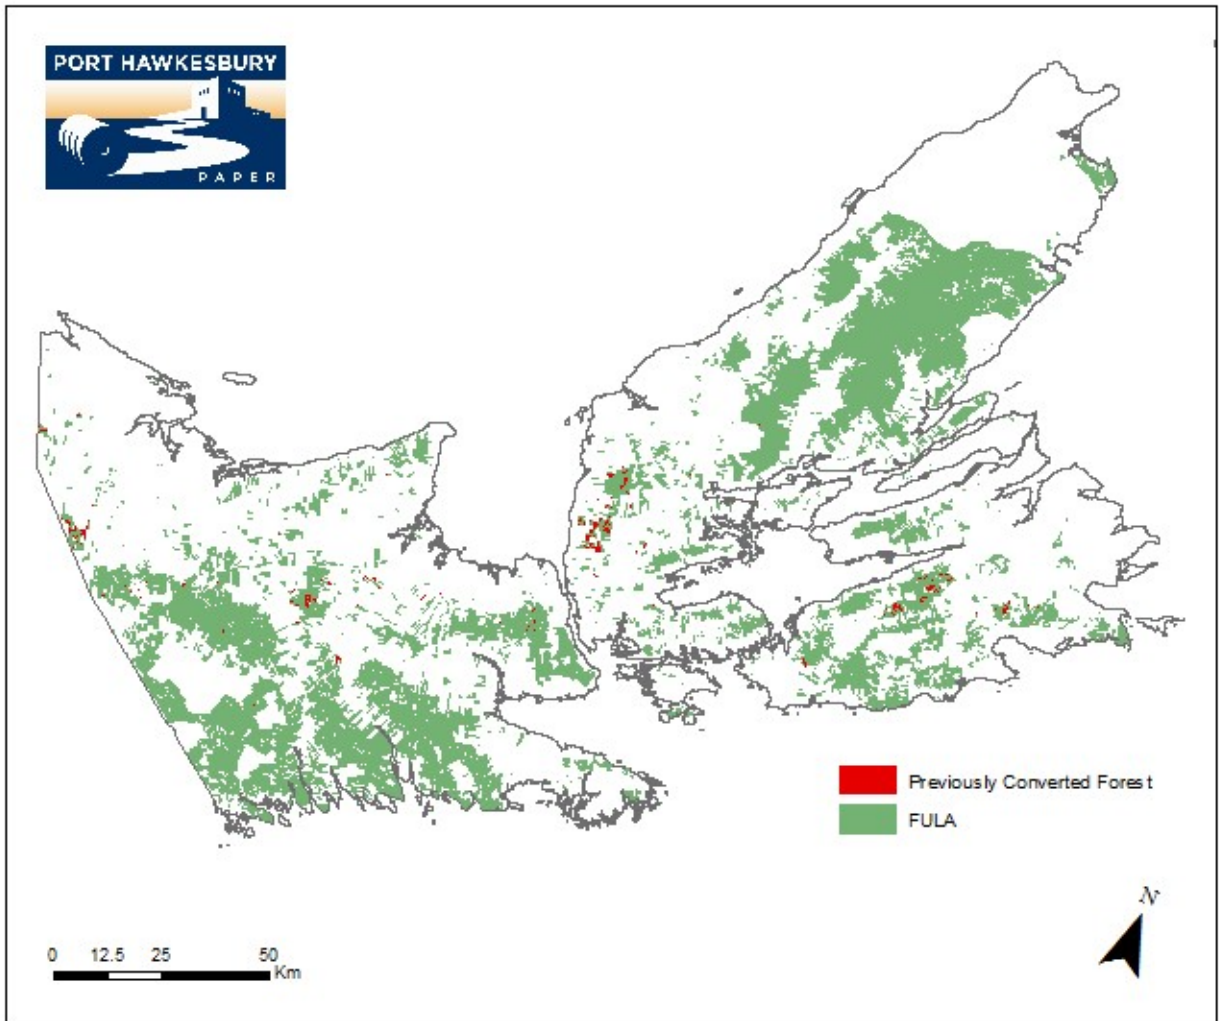 PORT HAWKESBURY
PAPER
Previously Converted Forest
FULA
N
0 12.5 25 50
Km